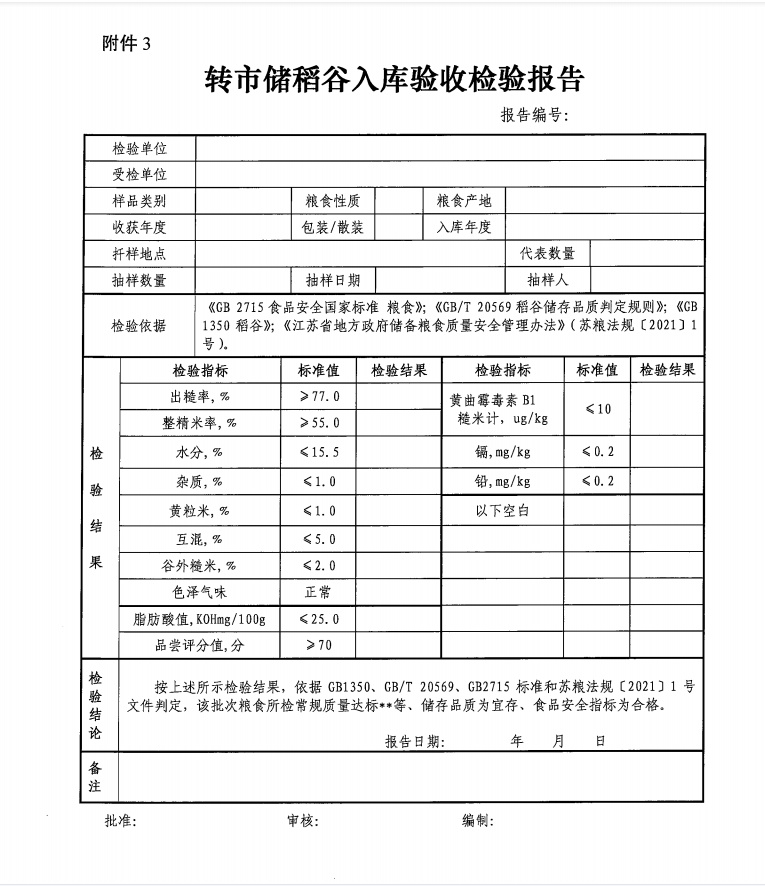 附件 3
转市储稻谷入库验收检验报告
报告编号：
检验单位
受检单位
样品类别 粮食性质 粮食产地
收获年度 包装/散装 入库年度
扦样地点 代表数量
抽样数量 抽样日期 抽样人
检验依据
《GB 2715 食品安全国家标准 粮食》；《GB/T 20569 稻谷储存品质判定规则》；《GB
1350 稻谷》；《江苏省地方政府储备粮食质量安全管理办法》（苏粮法规〔2021〕1
号）。
检验结果
检验指标 标准值 检验结果 检验指标 标准值 检验结果
出糙率，% ≥77.0 黄曲霉毒素 B1
糙米计，ug/kg ≤10
整精米率，% ≥55.0
水分，% ≤15.5 镉，mg/kg ≤0.2
杂质，% ≤1.0 铅，mg/kg ≤0.2
黄粒米，% ≤1.0 以下空白
互混，% ≤5.0
谷外糙米，% ≤2.0
色泽气味 正常
脂肪酸值，KOHmg/100g ≤25.0
品尝评分值，分 ≥70
检验结论
按上述所示检验结果，依据 GB1350、GB/T 20569、GB2715 标准和苏粮法规〔2021〕1 号
文件判定，该批次粮食所检常规质量达标**等、储存品质为宜存、食品安全指标为合格。
报告日期： 年 月 日
备注
批准： 审核： 编制：